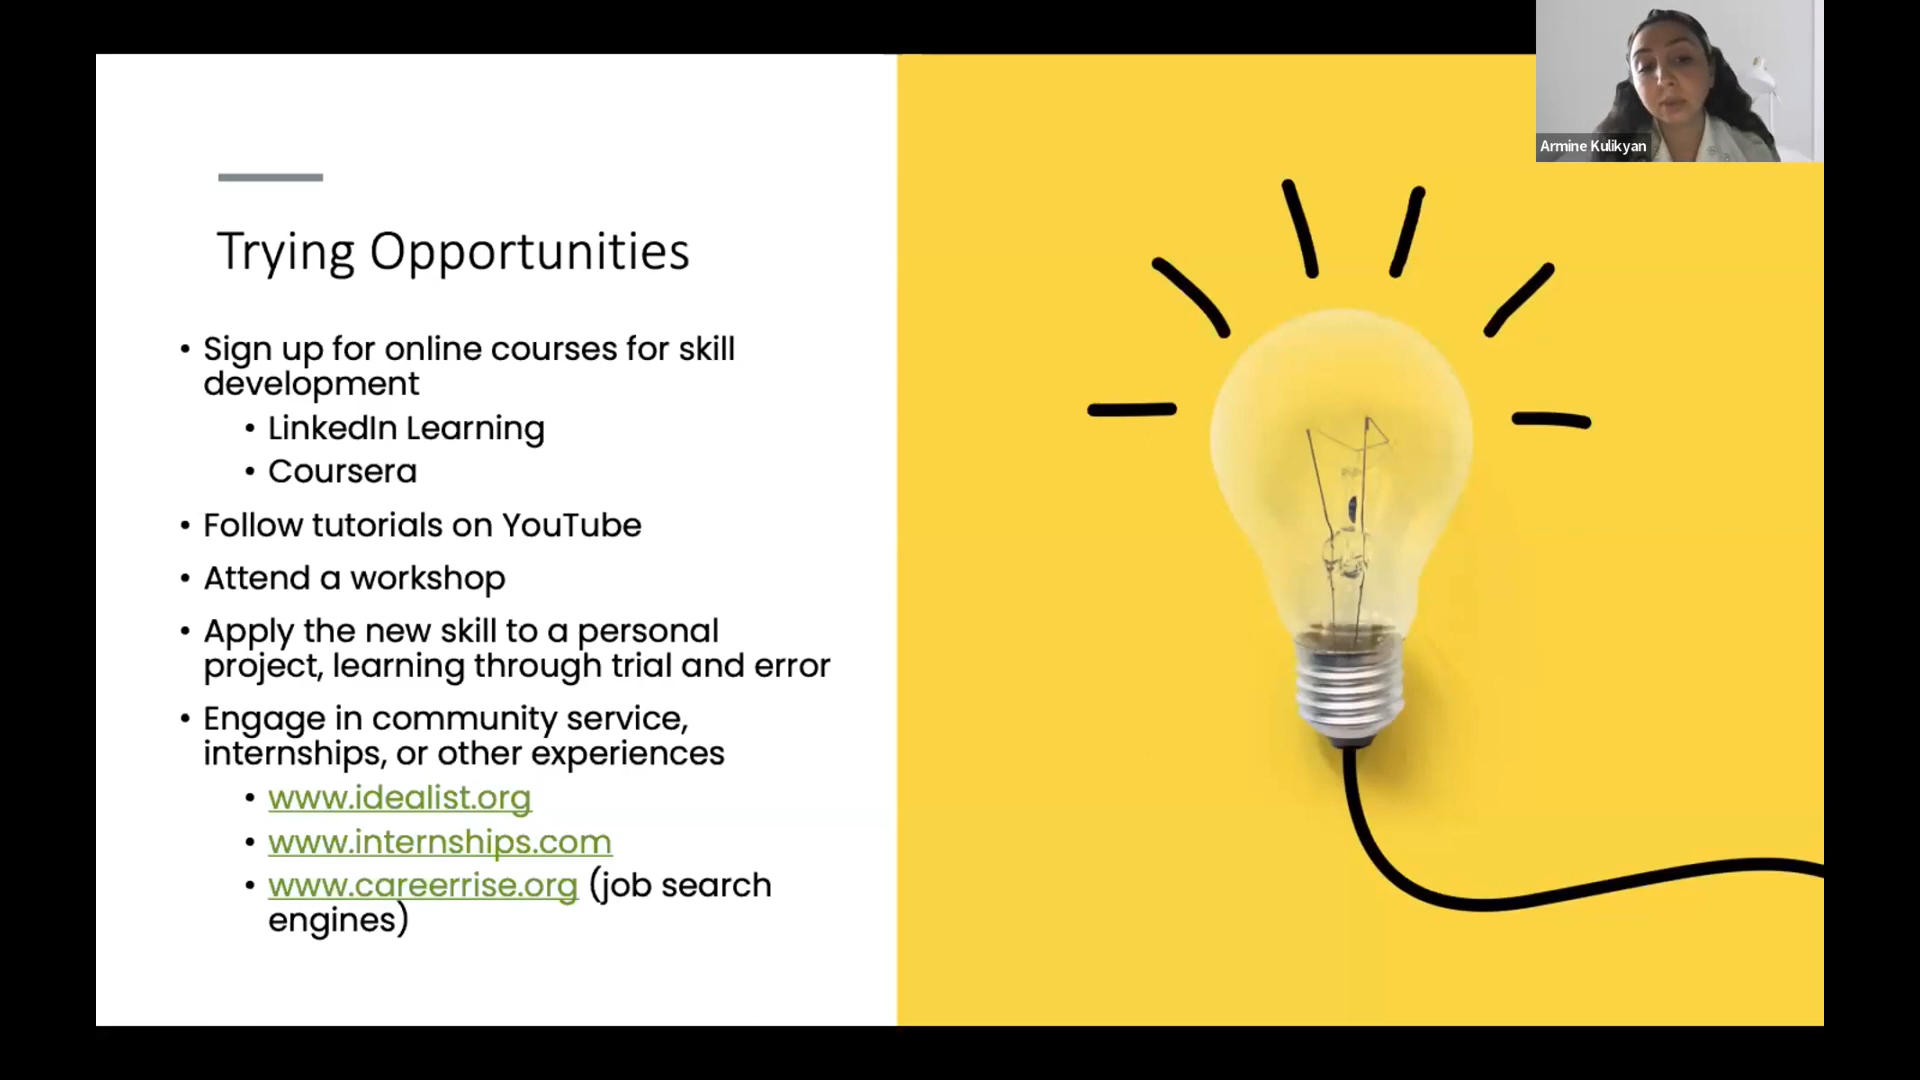 Armine Kulikyan
Trying Opportunities
• Sign up for online courses for skill
development
• LinkedIn Learning
• Coursera
• Follow tutorials on YouTube
• Attend a workshop
• Apply the new skill to a personal
project, learning through trial and error
• Engage in community service,
internships, or other experiences
• www.idealist.org
• www.internships.com
• www.careerrise.org (job search
engines)